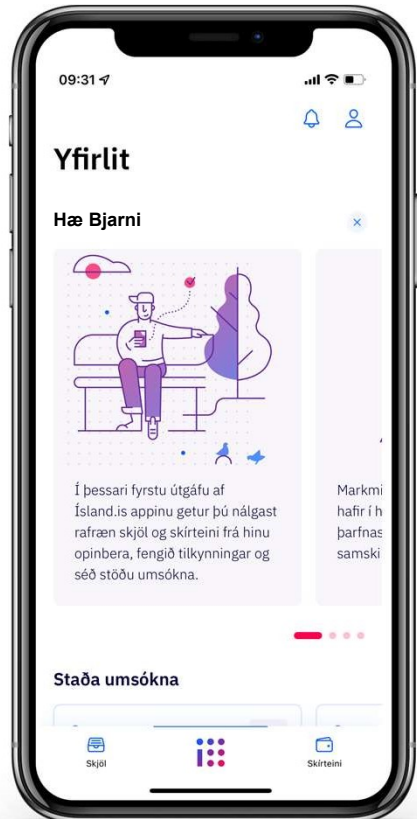 09:31
Yfirlit
Hæ Bjarni
Í þessari fyrstu útgáfu af
Ísland.is appinu getur þú nálgast
rafræn skjöl og skírteini frá hinu
opinbera, fengið tilkynningar og
séð stöðu umsókna.
Markmi
hafir í h
þarfnas
samski
Staða umsókna
Skjöl
Skírteini